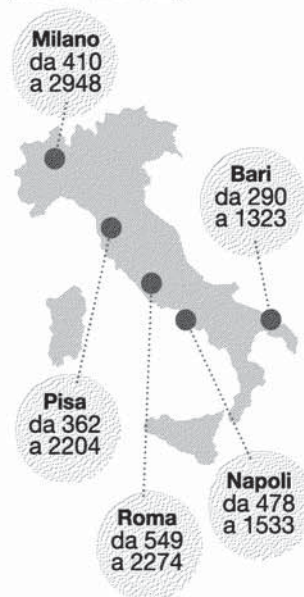 Milano
da 410
a 2948
Bari
da 290
a 1323
Pisa
da 362
a 2204
Roma
da 549
a 2274
Napoli
da 478
a 1533